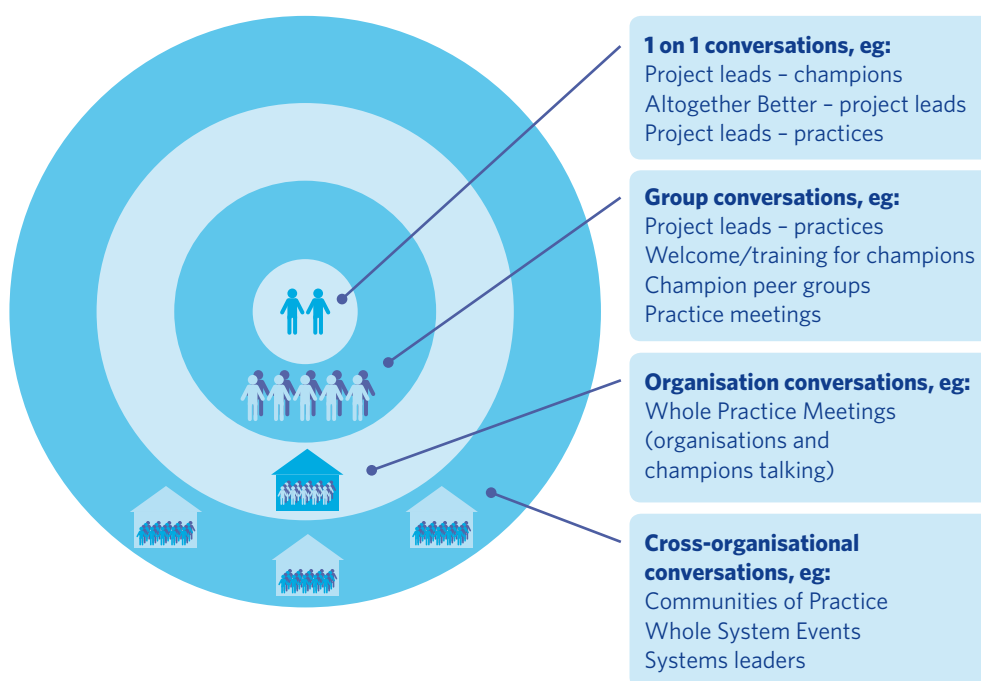 1 on 1 conversations, eg:
Project leads – champions
Altogether Better – project leads
Project leads – practices
Group conversations, eg:
Project leads – practices
Welcome/training for champions
Champion peer groups
Practice meetings
Organisation conversations, eg:
Whole Practice Meetings
(organisations and
champions talking)
Cross-organisational
conversations, eg:
Communities of Practice
Whole System Events
Systems leaders